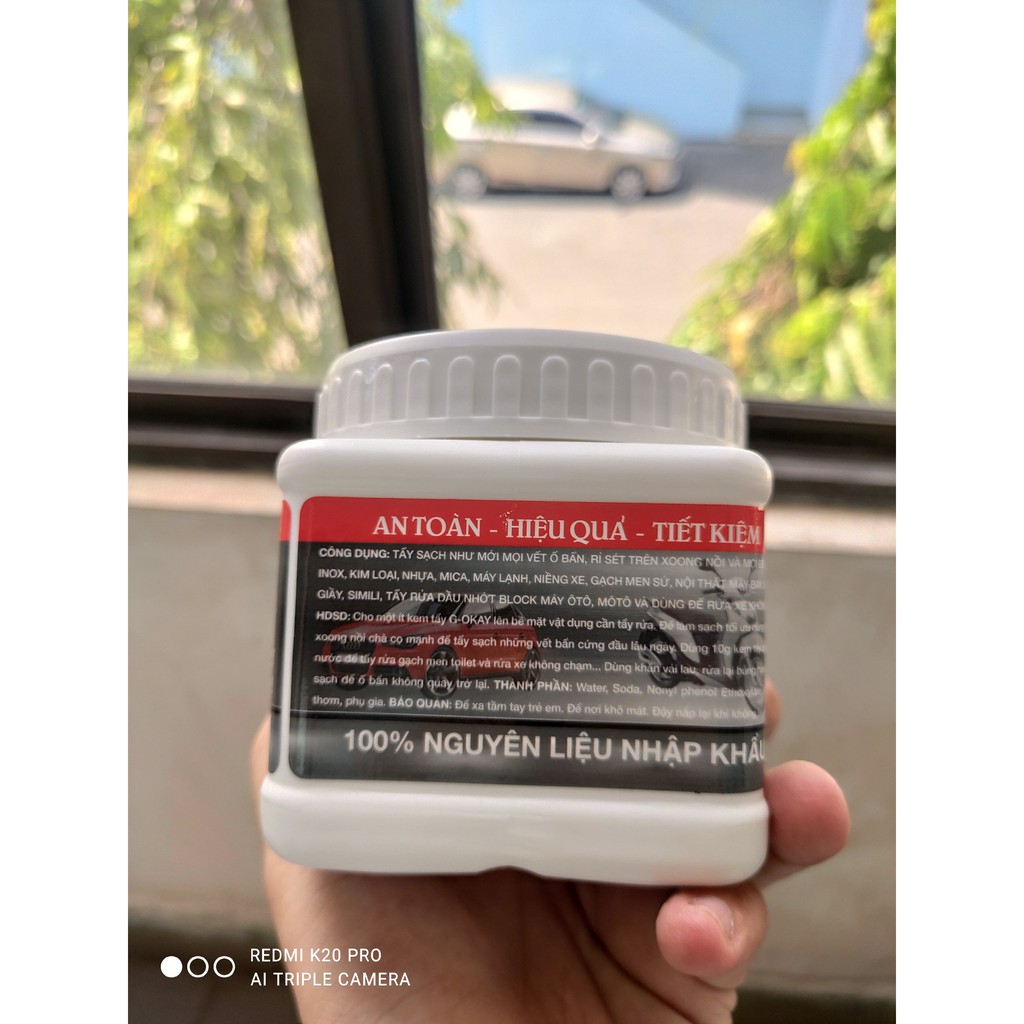 AN TOÀN - HIỆU QUẢ - TIẾT KIỆM
CÔNG DỤNG: TẨY SẠCH NHƯ MỚI MỌI VẾT Ố BẨN, RỈ SÉT TRÊN XOONG NỒI VÀ MỌI
INOX, KIM LOẠI, NHỰA, MICA, MÁY LẠNH, NIỀNG XE, GẠCH MEN SỨ, NỘI THẤT MÁY
GIÀY, SIMILI, TẨY RỬA DẦU NHỚT BLOCK MÁY ÔTÔ, MÔTÔ VÀ DÙNG ĐỂ RỬA XE
HDSD: Cho một ít kem tẩy G-OKAY lên bề mặt vật dụng cần tẩy rửa. Để làm sạch tối ưu
xoong nồi chà cọ mạnh để tẩy sạch những vết bẩn cứng đầu lâu ngày. Dùng 10g kem
nước để tẩy rửa gạch men toilet và rửa xe không chạm... Dùng khăn vải lau, rửa lại
sạch để ố bẩn không quay trở lại. THÀNH PHẦN: Water, Soda, Nonyl phenol
thơm, phụ gia. BẢO QUẢN: Để xa tầm tay trẻ em. Để nơi khô mát. Đậy nắp lại khi không
100% NGUYÊN LIỆU NHẬP KHẨU
REDMI K20 PRO
AI TRIPLE CAMERA